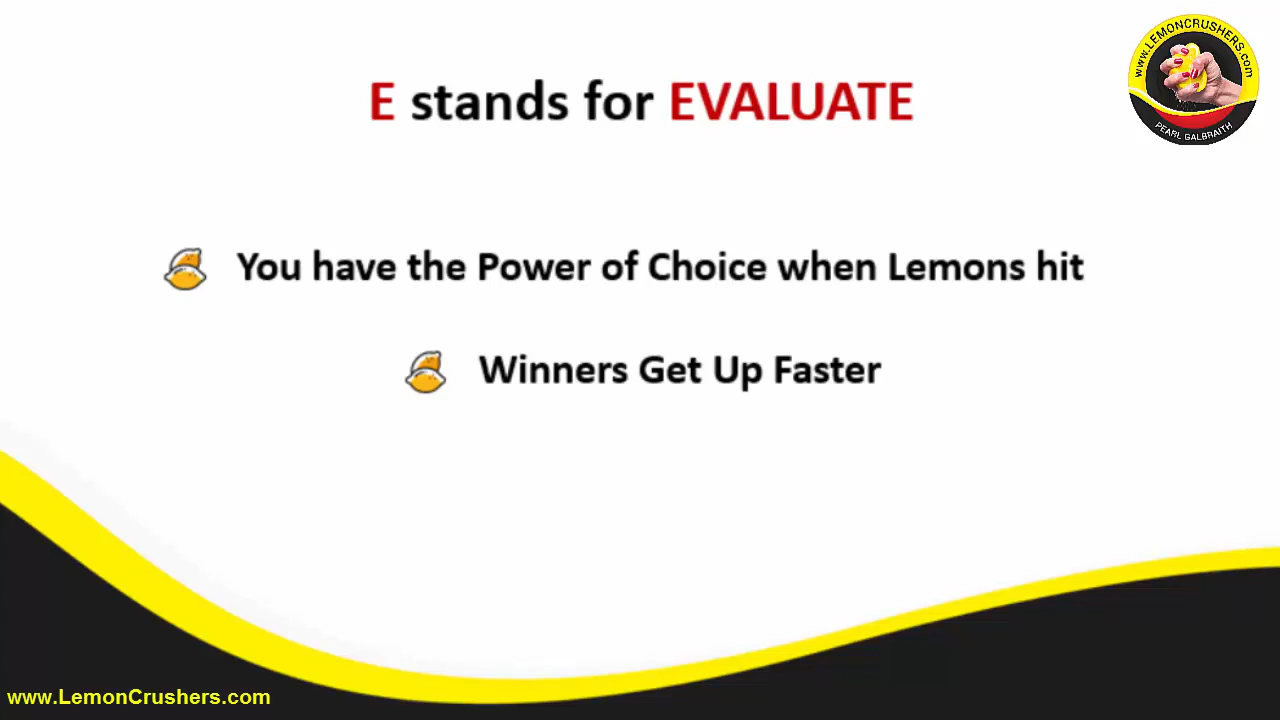 www.LEMONCRUSHERS.com
PEARL GALBRAITH
E stands for EVALUATE
You have the Power of Choice when Lemons hit
Winners Get Up Faster
www.LemonCrushers.com